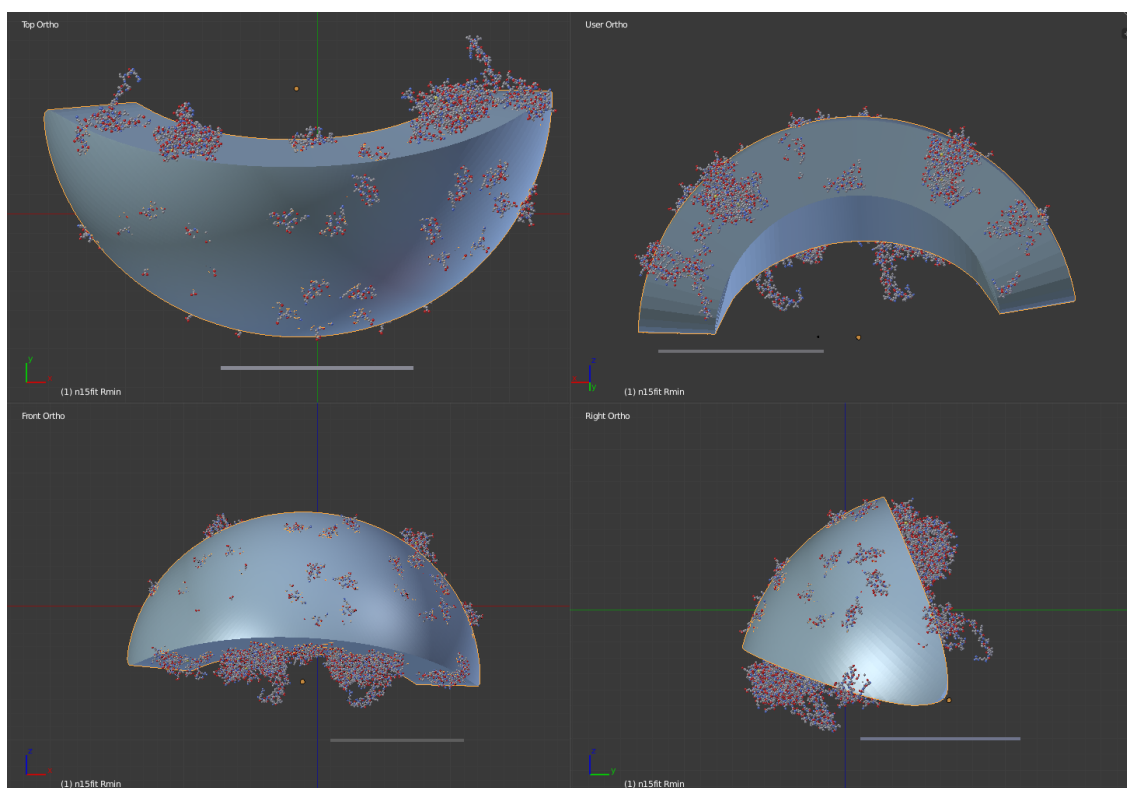 Top Ortho
y
x
(1) n15fit Rmin
User Ortho
z
x
y
(1) n15fit Rmin
Front Ortho
z
x
(1) n15fit Rmin
Right Ortho
z
y
(1) n15fit Rmin